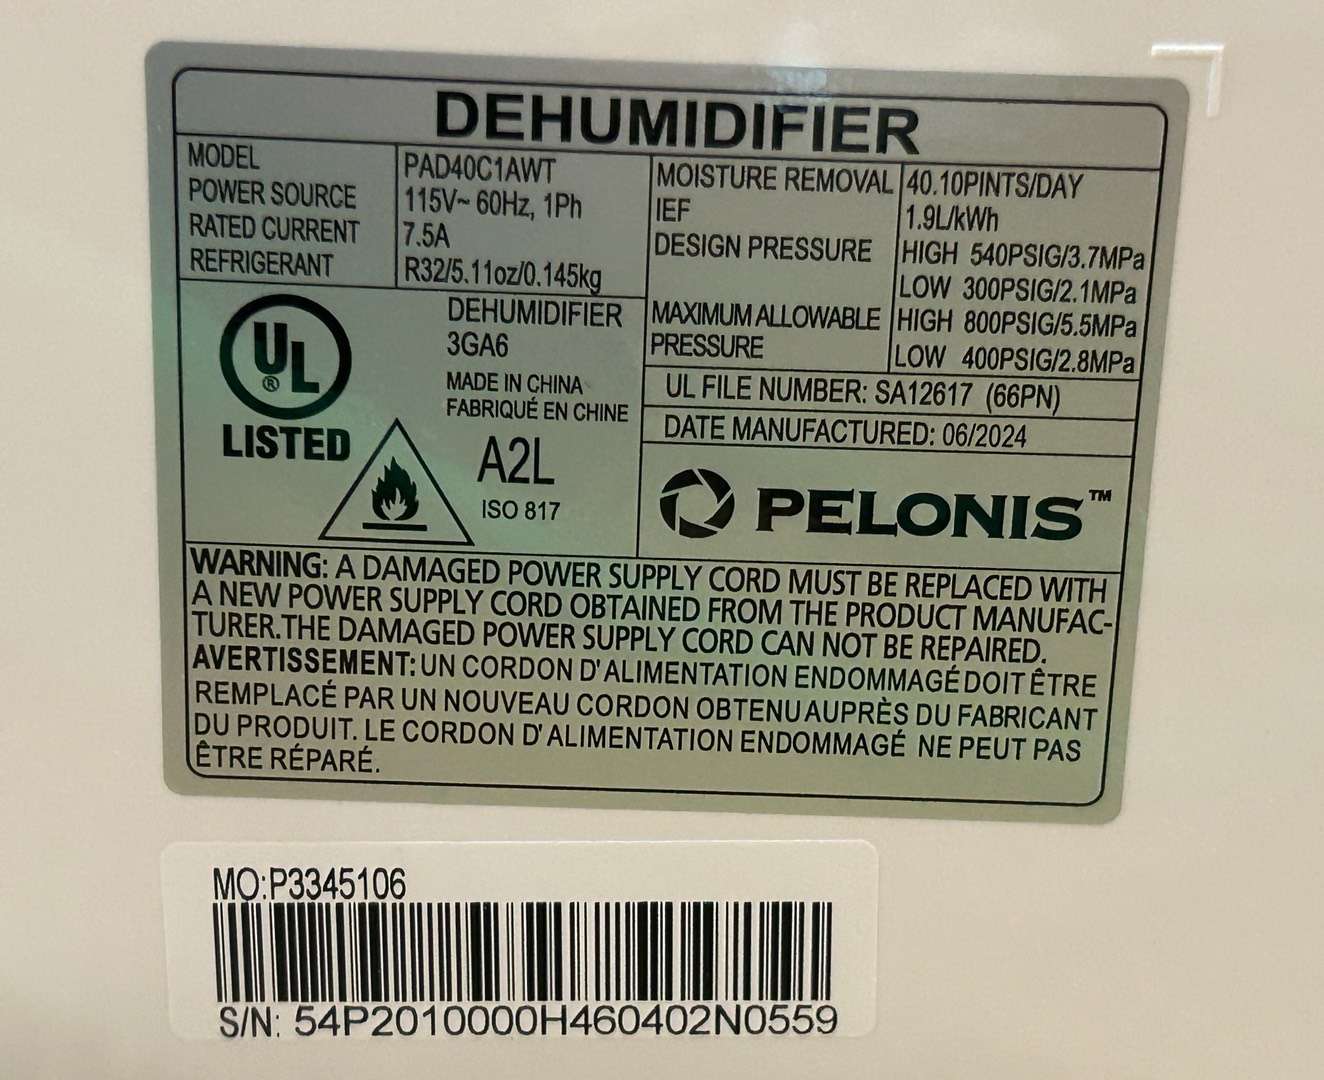 DEHUMIDIFIER
MODEL PAD40C1AWT
POWER SOURCE 115V~ 60Hz, 1Ph
RATED CURRENT 7.5A
REFRIGERANT R32/5.11oz/0.145kg
MOISTURE REMOVAL 40.10PINTS/DAY
IEF 1.9L/kWh
DESIGN PRESSURE HIGH 540PSIG/3.7MPa
LOW 300PSIG/2.1MPa
MAXIMUM ALLOWABLE HIGH 800PSIG/5.5MPa
PRESSURE LOW 400PSIG/2.8MPa
UL ®
LISTED
DEHUMIDIFIER
3GA6
MADE IN CHINA
FABRIQUÉ EN CHINE
A2L
ISO 817
UL FILE NUMBER: SA12617 (66PN)
DATE MANUFACTURED: 06/2024
PELONIS™
WARNING: A DAMAGED POWER SUPPLY CORD MUST BE REPLACED WITH
A NEW POWER SUPPLY CORD OBTAINED FROM THE PRODUCT MANUFAC-
TURER.THE DAMAGED POWER SUPPLY CORD CAN NOT BE REPAIRED.
AVERTISSEMENT: UN CORDON D'ALIMENTATION ENDOMMAGÉ DOIT ÊTRE
REMPLACÉ PAR UN NOUVEAU CORDON OBTENU AUPRÈS DU FABRICANT
DU PRODUIT. LE CORDON D'ALIMENTATION ENDOMMAGÉ NE PEUT PAS
ÊTRE RÉPARÉ.
MO:P3345106
S/N: 54P2010000H460402N0559